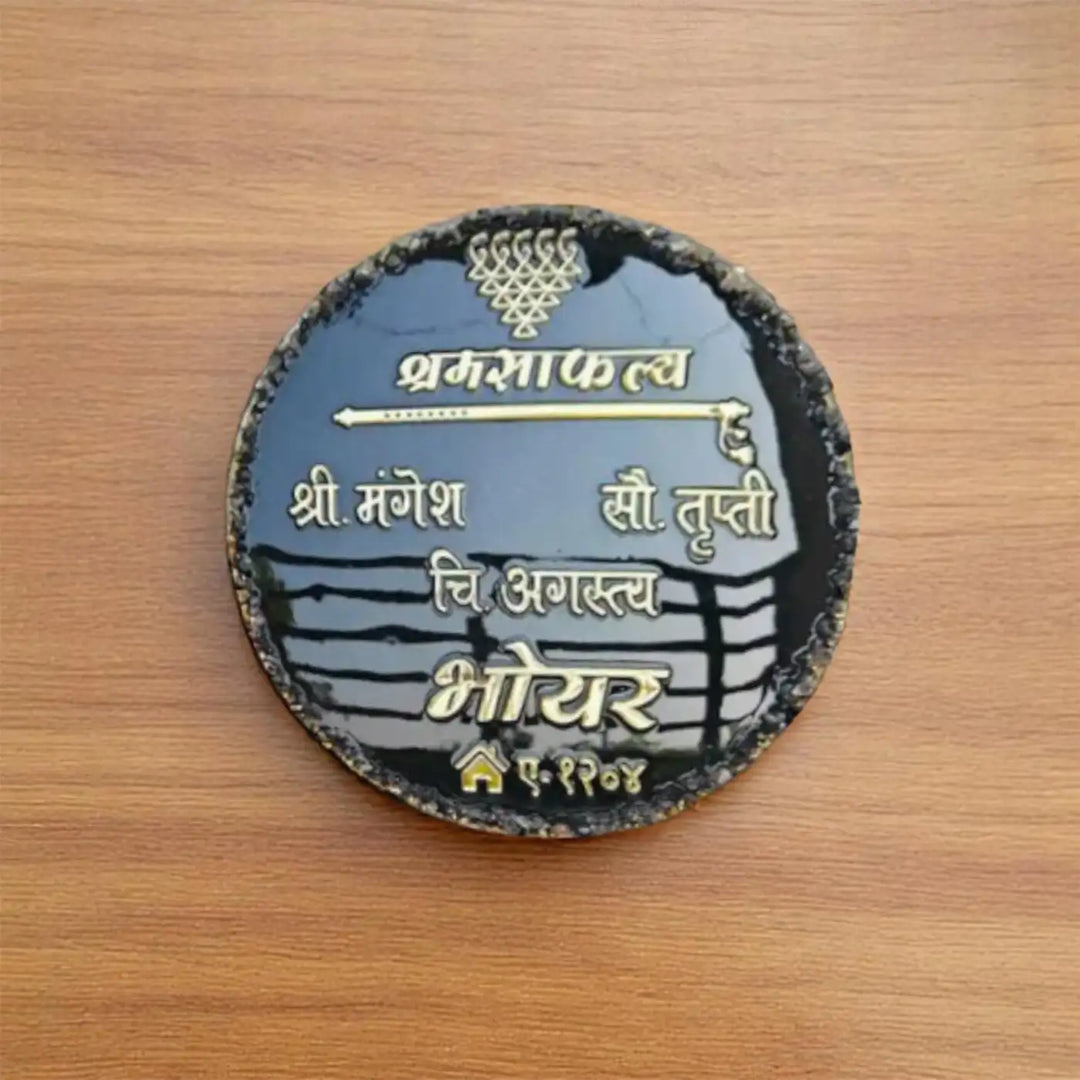 श्रमसाफल्य
श्री. मंगेश सौ. तृप्ती
चि. अगस्त्य
भोयर
ए-१२०४